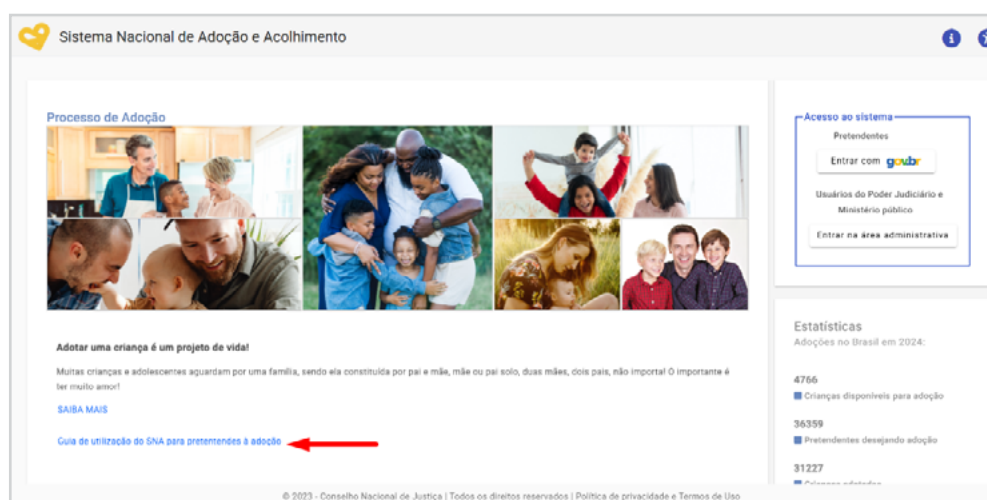 Sistema Nacional de Adoção e Acolhimento
Processo de Adoção
Adotar uma criança é um projeto de vida!
Muitas crianças e adolescentes aguardam por uma família, sendo ela constituída por pai e mãe, mãe ou pai solo, duas mães, dois pais, não importa! O importante é
ter muito amor!
SAIBA MAIS
Guia de utilização do SNA para pretentendes à adoção
Acesso ao sistema
Pretendentes
Entrar com gov.br
Usuários do Poder Judiciário e
Ministério público
Entrar na área administrativa
Estatísticas
Adoções no Brasil em 2024:
4766
Crianças disponíveis para adoção
36359
Pretendentes desejando adoção
31227
Crianças adotadas
© 2023 - Conselho Nacional de Justiça | Todos os direitos reservados | Política de privacidade e Termos de Uso